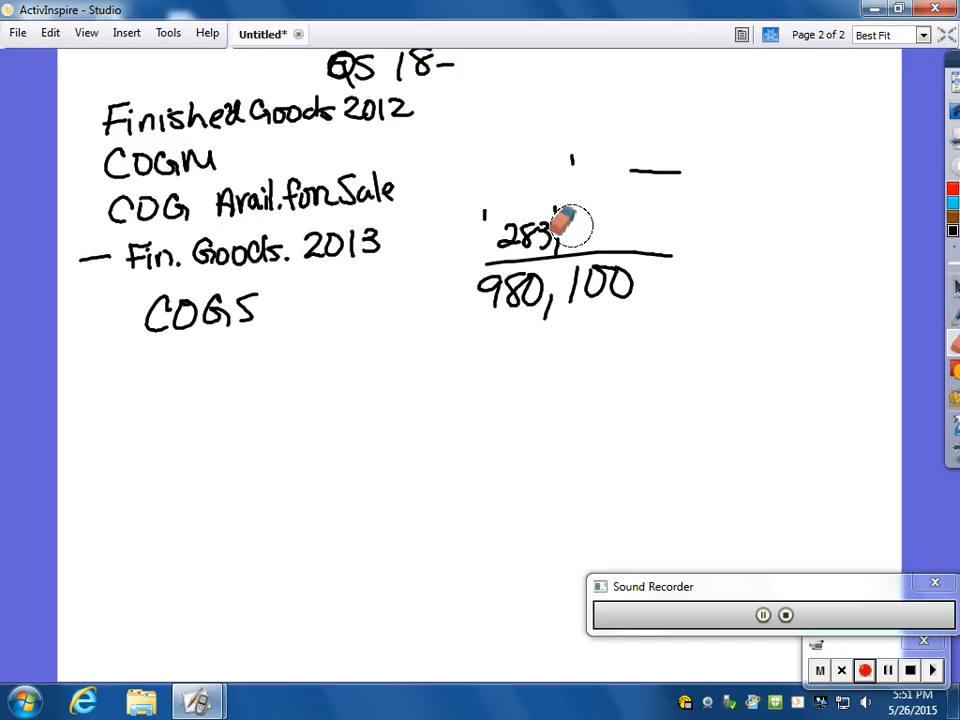 ActivInspire - Studio
File Edit View Insert Tools Help Untitled* Page 2 of 2 Best Fit
QS 18-
Finished Goods 2012
COGM
COG Avail. for Sale
— Fin. Goods. 2013 283,
COGS 980,100
Sound Recorder
M
5:51 PM
5/26/2015